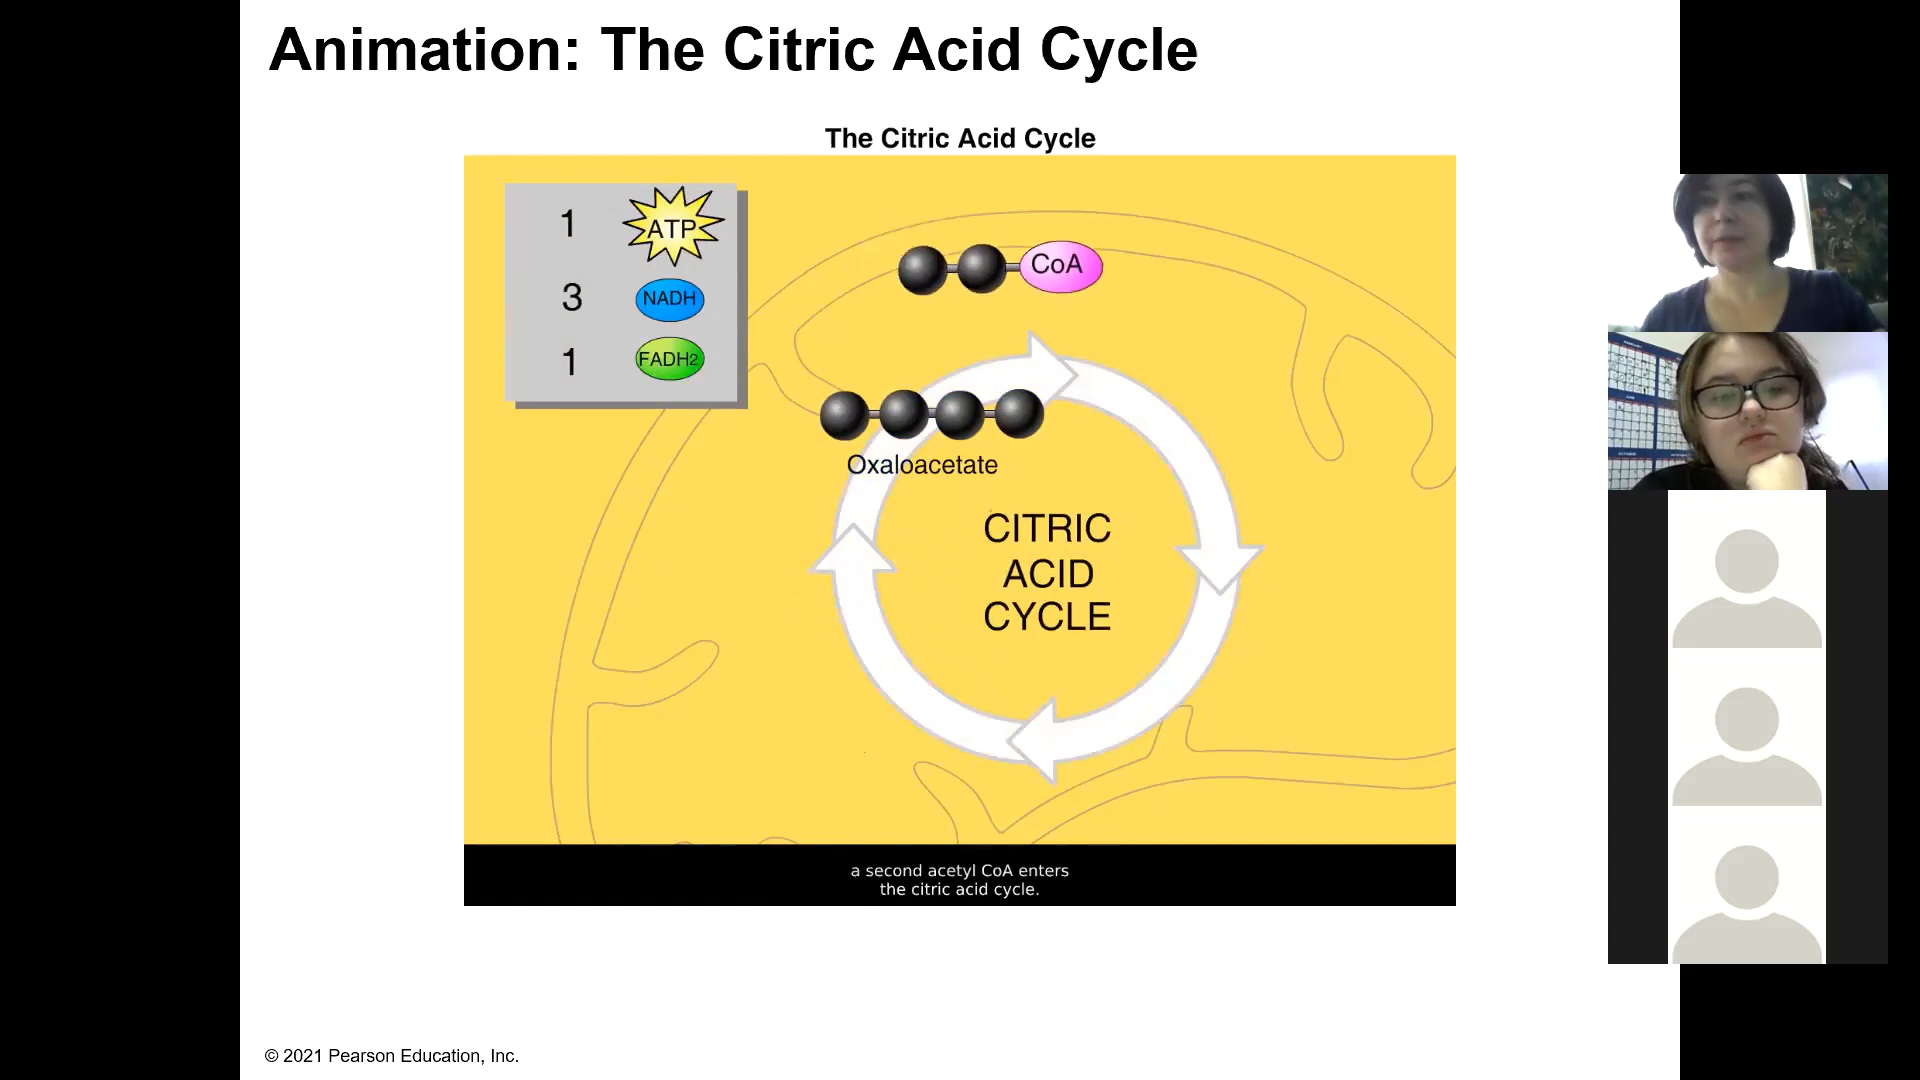 Animation: The Citric Acid Cycle
The Citric Acid Cycle
1 ATP
3 NADH
1 FADH2
CoA
Oxaloacetate
CITRIC
ACID
CYCLE
a second acetyl CoA enters
the citric acid cycle.
© 2021 Pearson Education, Inc.